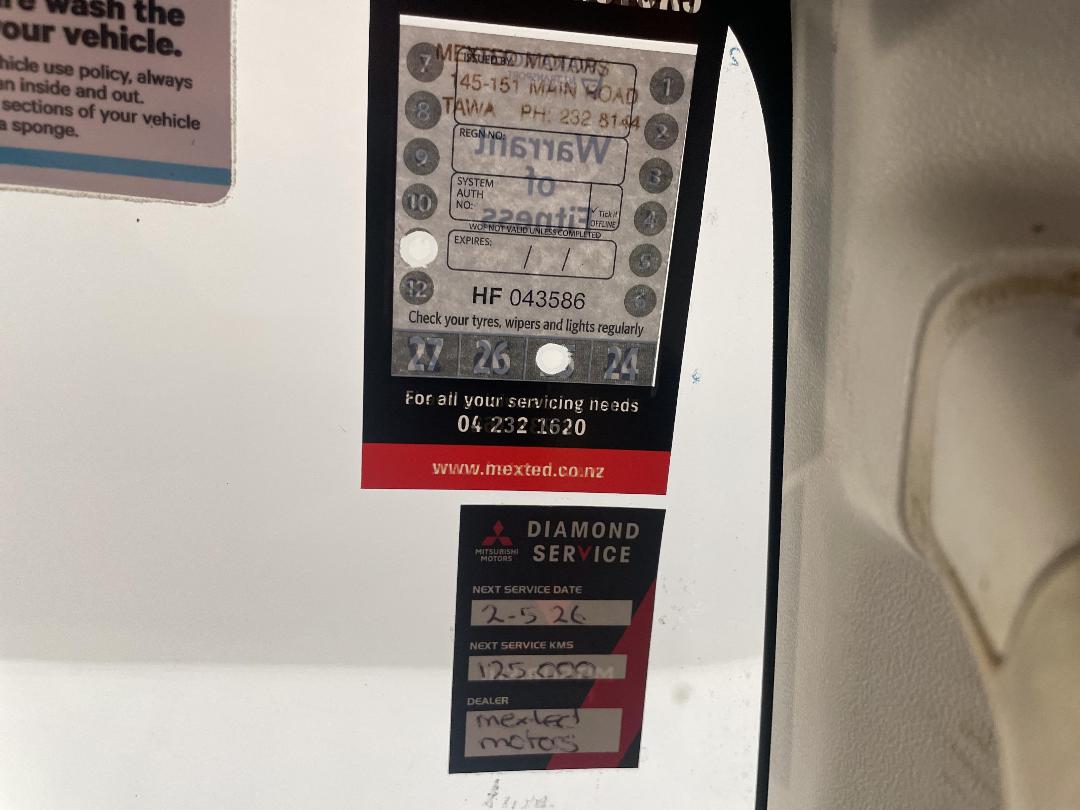 wash the
our vehicle.
hicle use policy, always
an inside and out.
sections of your vehicle
a sponge.
MEXTED MOTORS
145-151 MAIN ROAD
TAWA PH: 232 8144
ISSUED BY
REGN NO:
Warrant
of
Fitness
SYSTEM
AUTH
NO:
✓ Tick if
OFFLINE
WOF NOT VALID UNLESS COMPLETED
EXPIRES: / /
7
8
9
10
12
1
2
3
4
5
6
HF 043586
Check your tyres, wipers and lights regularly
27 26 24
For all your servicing needs
04 232 1620
www.mexted.co.nz
MITSUBISHI
MOTORS
DIAMOND
SERVICE
NEXT SERVICE DATE
2-5 26
NEXT SERVICE KMS
125.000
DEALER
mexted
motors